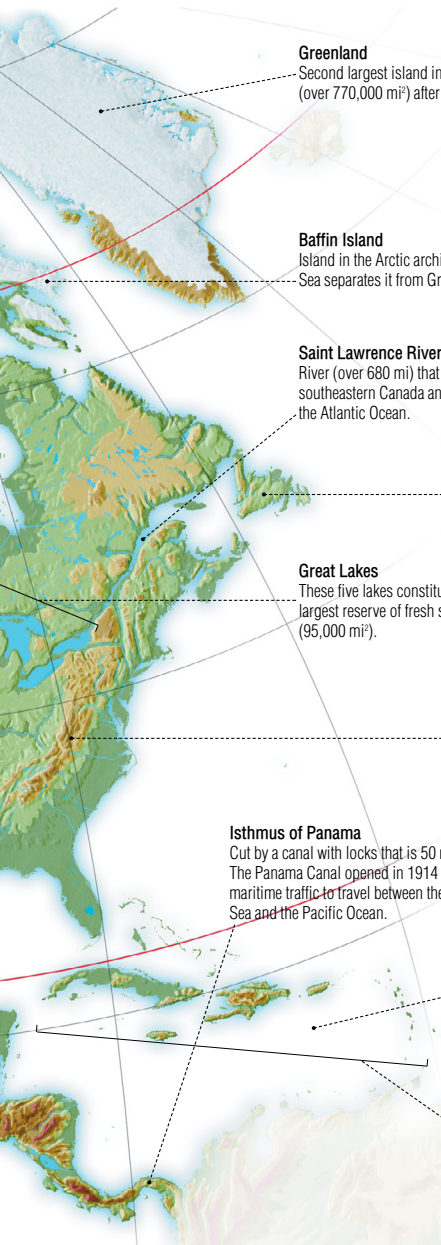 Greenland
Second largest island in
(over 770,000 mi²) after
Baffin Island
Island in the Arctic archi
Sea separates it from Gr
Saint Lawrence River
River (over 680 mi) that
southeastern Canada an
the Atlantic Ocean.
Great Lakes
These five lakes constitu
largest reserve of fresh s
(95,000 mi²).
Isthmus of Panama
Cut by a canal with locks that is 50 m
The Panama Canal opened in 1914
maritime traffic to travel between the
Sea and the Pacific Ocean.